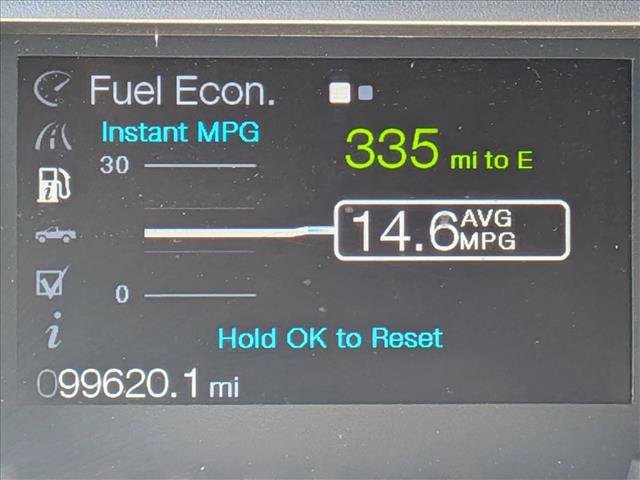 Fuel Econ.
Instant MPG
335 mi to E
30
14.6 AVG MPG
0
Hold OK to Reset
099620.1 mi